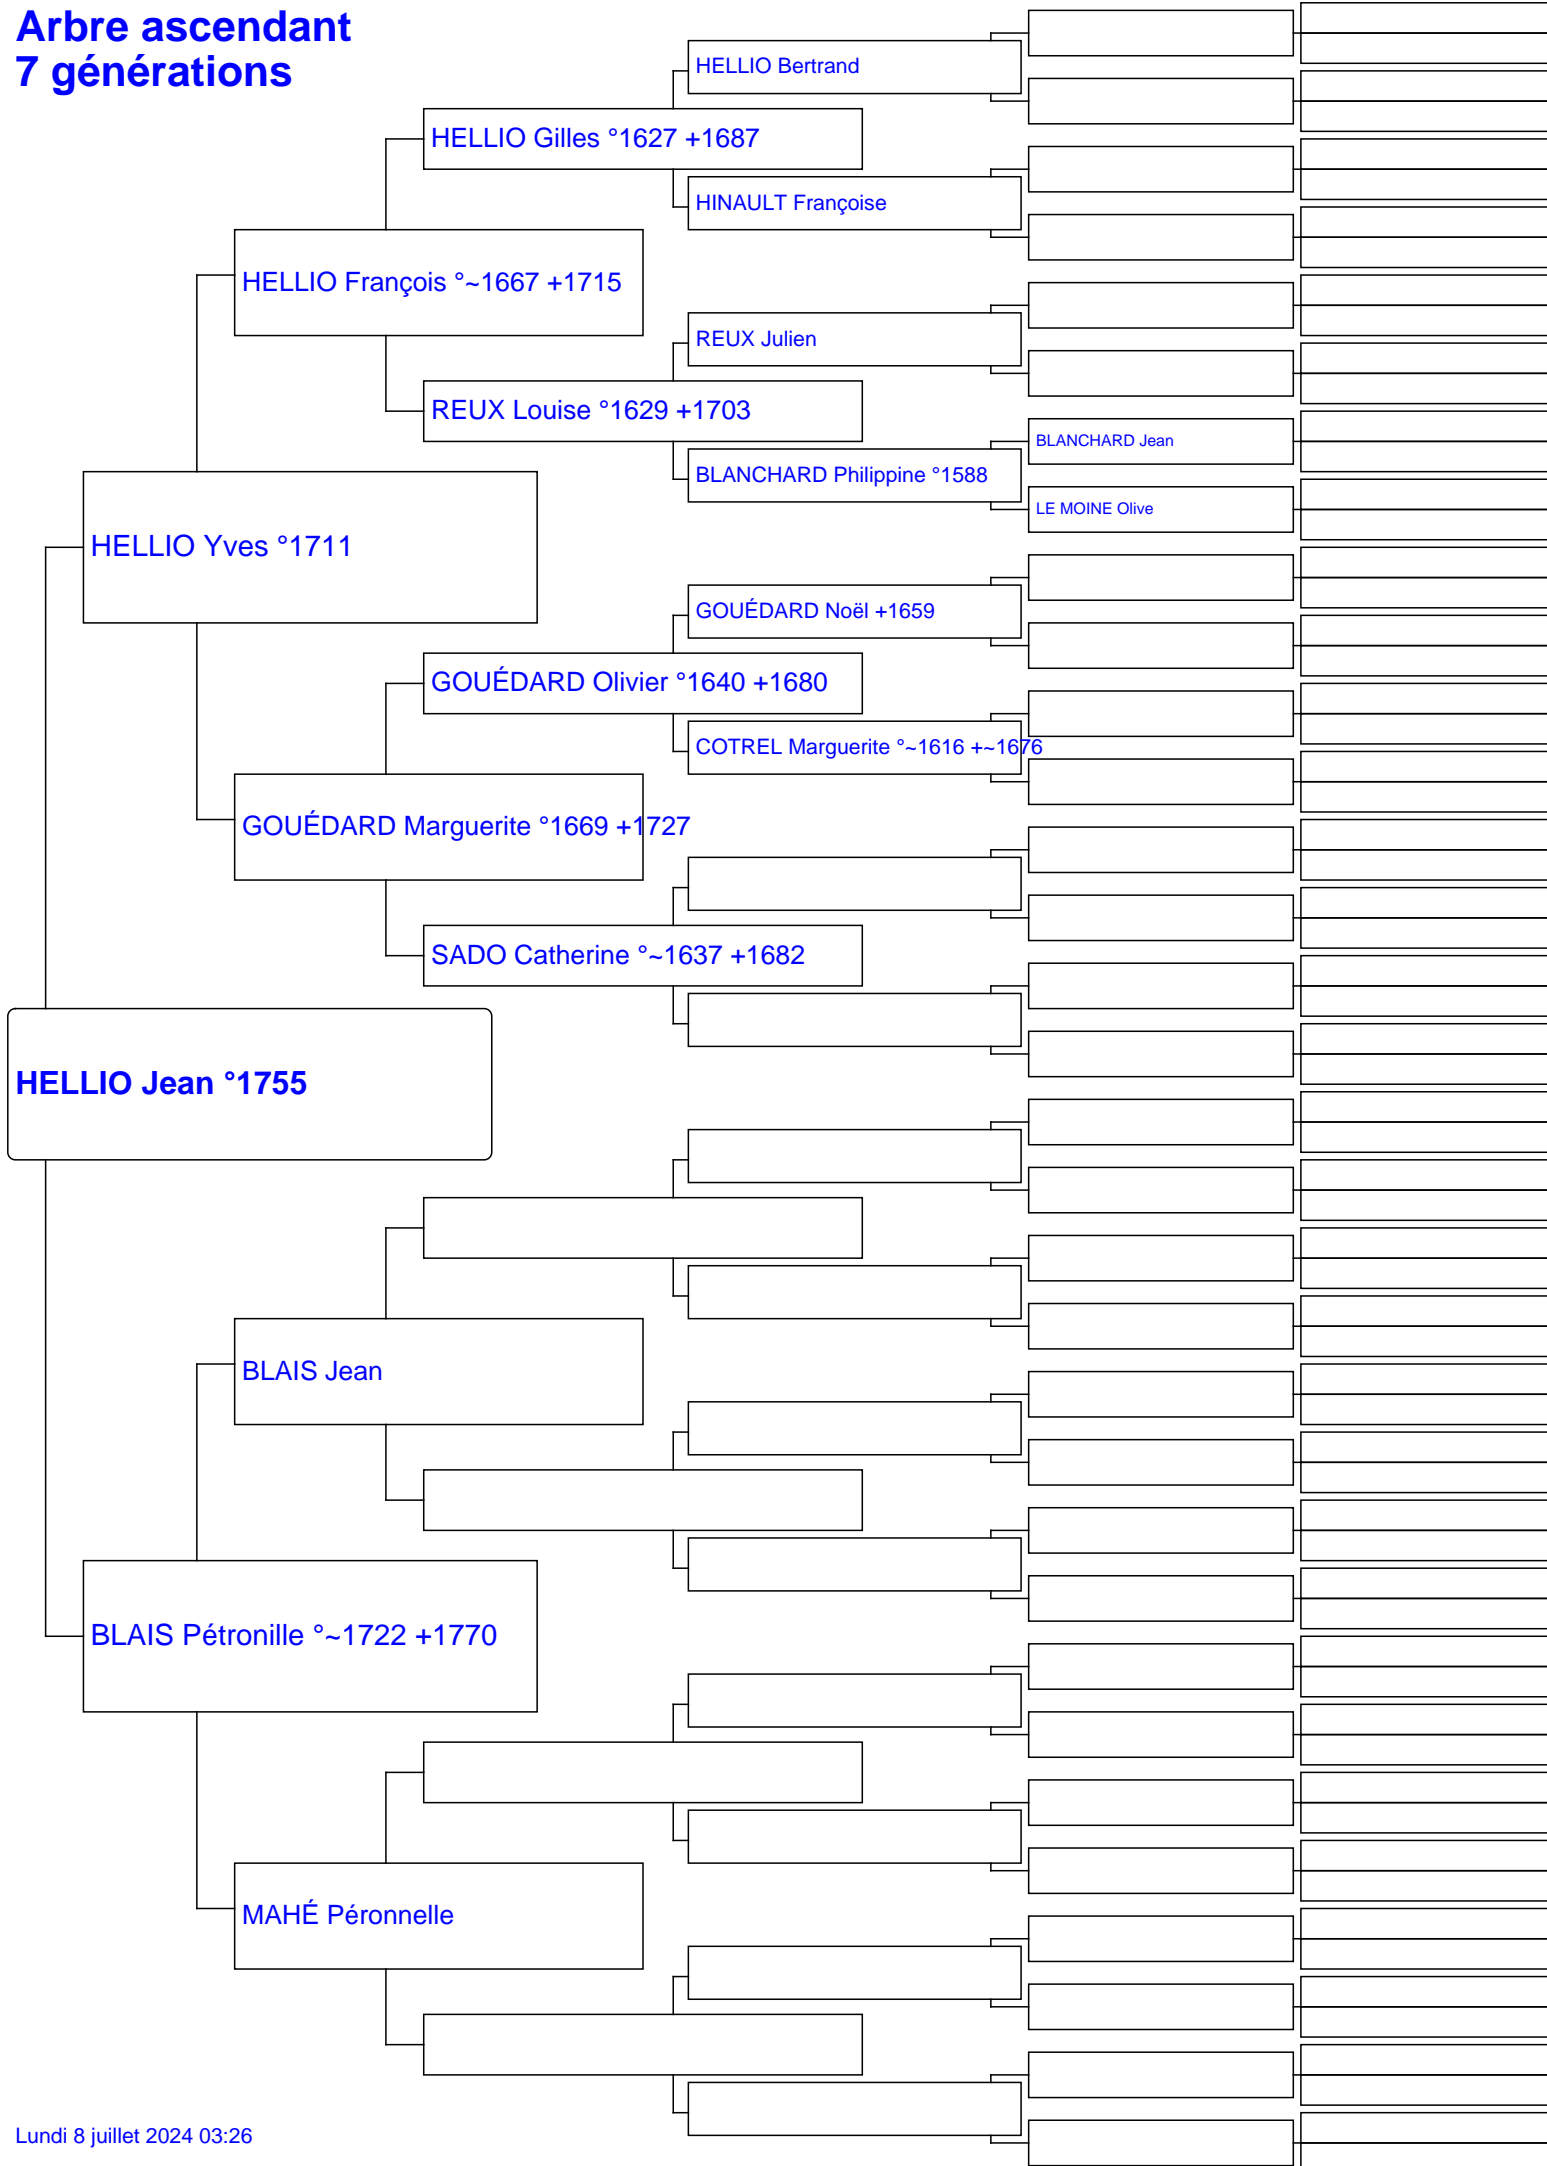 Arbre ascendant
7 générations
HELLIO Bertrand
HELLIO Gilles °1627 +1687
HINAULT Françoise
HELLIO François °~1667 +1715
REUX Julien
REUX Louise °1629 +1703
BLANCHARD Jean
BLANCHARD Philippine °1588
LE MOINE Olive
HELLIO Yves °1711
GOUÉDARD Noël +1659
GOUÉDARD Olivier °1640 +1680
COTREL Marguerite °~1616 +~1676
GOUÉDARD Marguerite °1669 +1727
SADO Catherine °~1637 +1682
HELLIO Jean °1755
BLAIS Jean
BLAIS Pétronille °~1722 +1770
MAHÉ Péronnelle
Lundi 8 juillet 2024 03:26